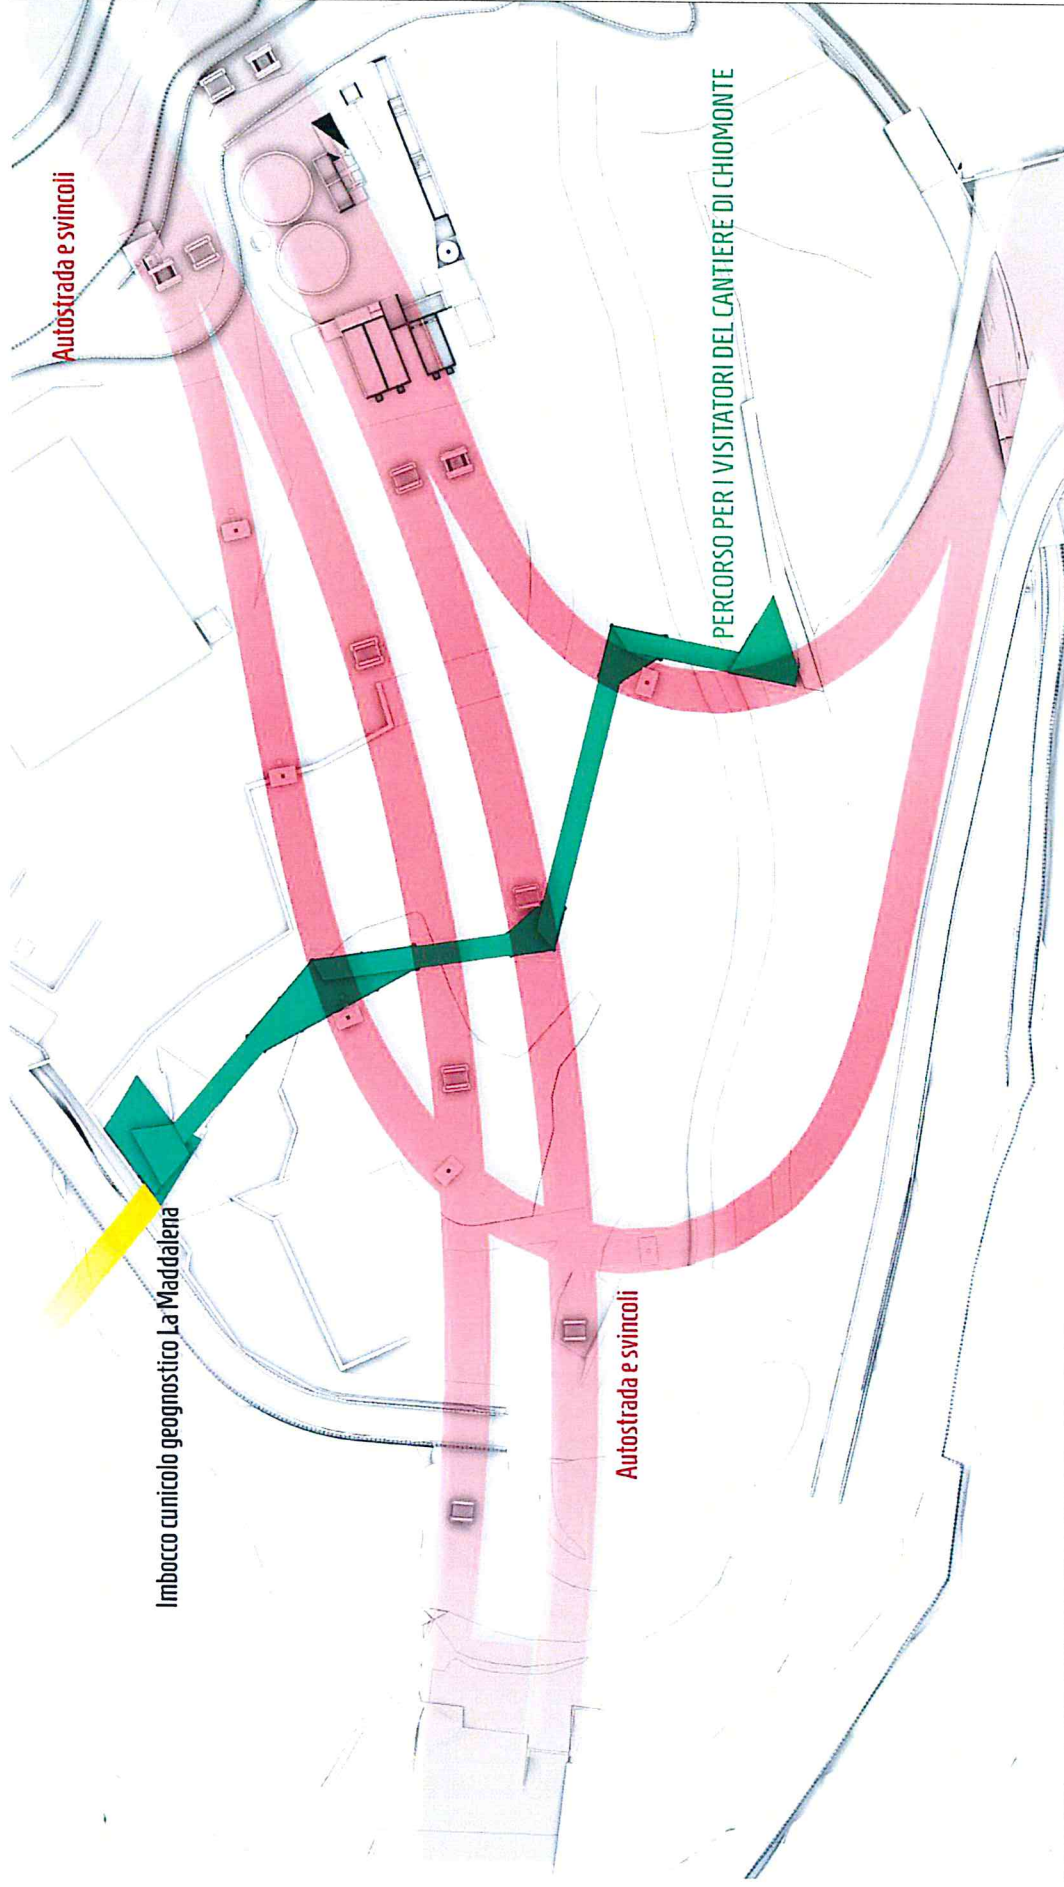 Autostrada e svincoli
PERCORSO PER I VISITATORI DEL CANTIERE DI CHIOMONTE
Imbocco cunicolo geognostico La Maddalena
Autostrada e svincoli